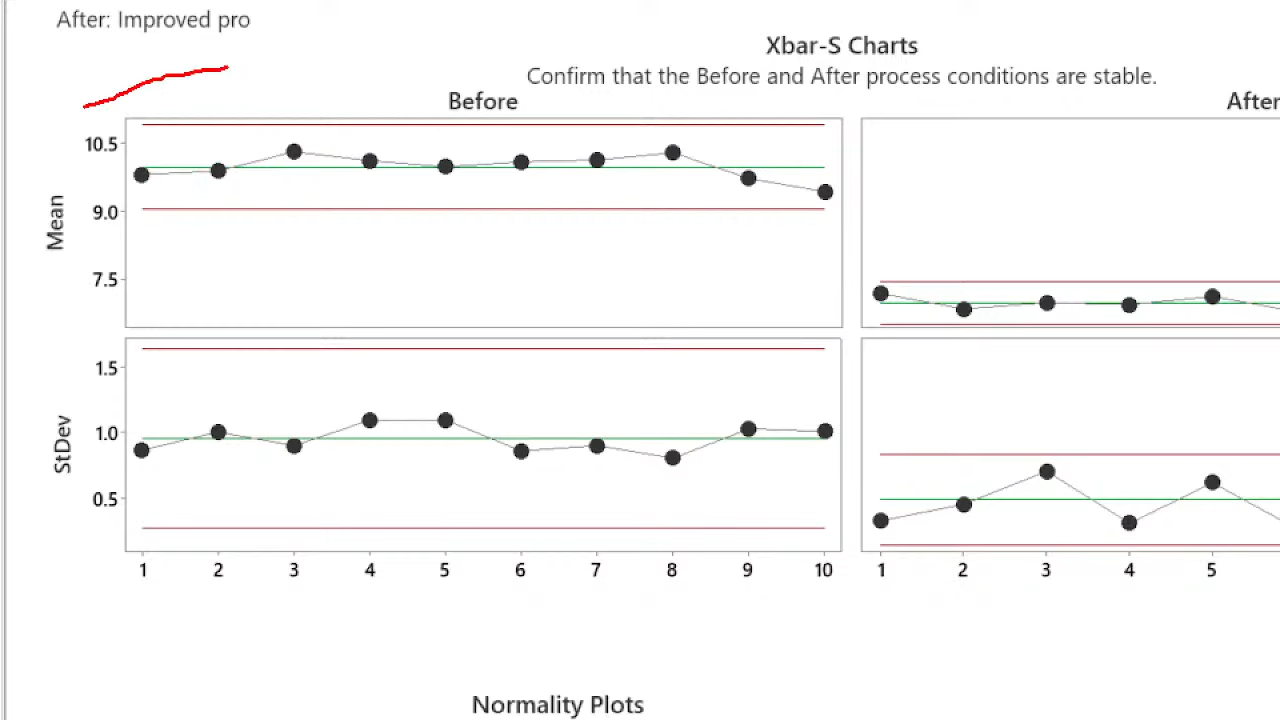 After: Improved pro
Xbar-S Charts
Confirm that the Before and After process conditions are stable.
Before
After
Mean
10.5
9.0
7.5
StDev
1.5
1.0
0.5
1 2 3 4 5 6 7 8 9 10
1 2 3 4 5
Normality Plots